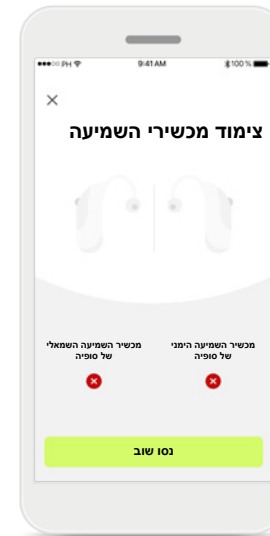 PH 9:41 AM 100 %
צימוד מכשירי השמיעה
מכשיר השמיעה הימני
של סופיה
מכשיר השמיעה השמאלי
של סופיה
נסו שוב